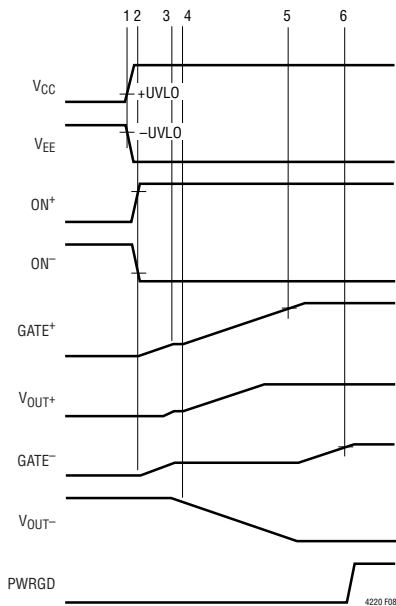 1 2 3 4 5 6
VCC
+UVLO
–UVLO
VEE
ON+
ON–
GATE+
VOUT+
GATE–
VOUT–
PWRGD
4220 F08